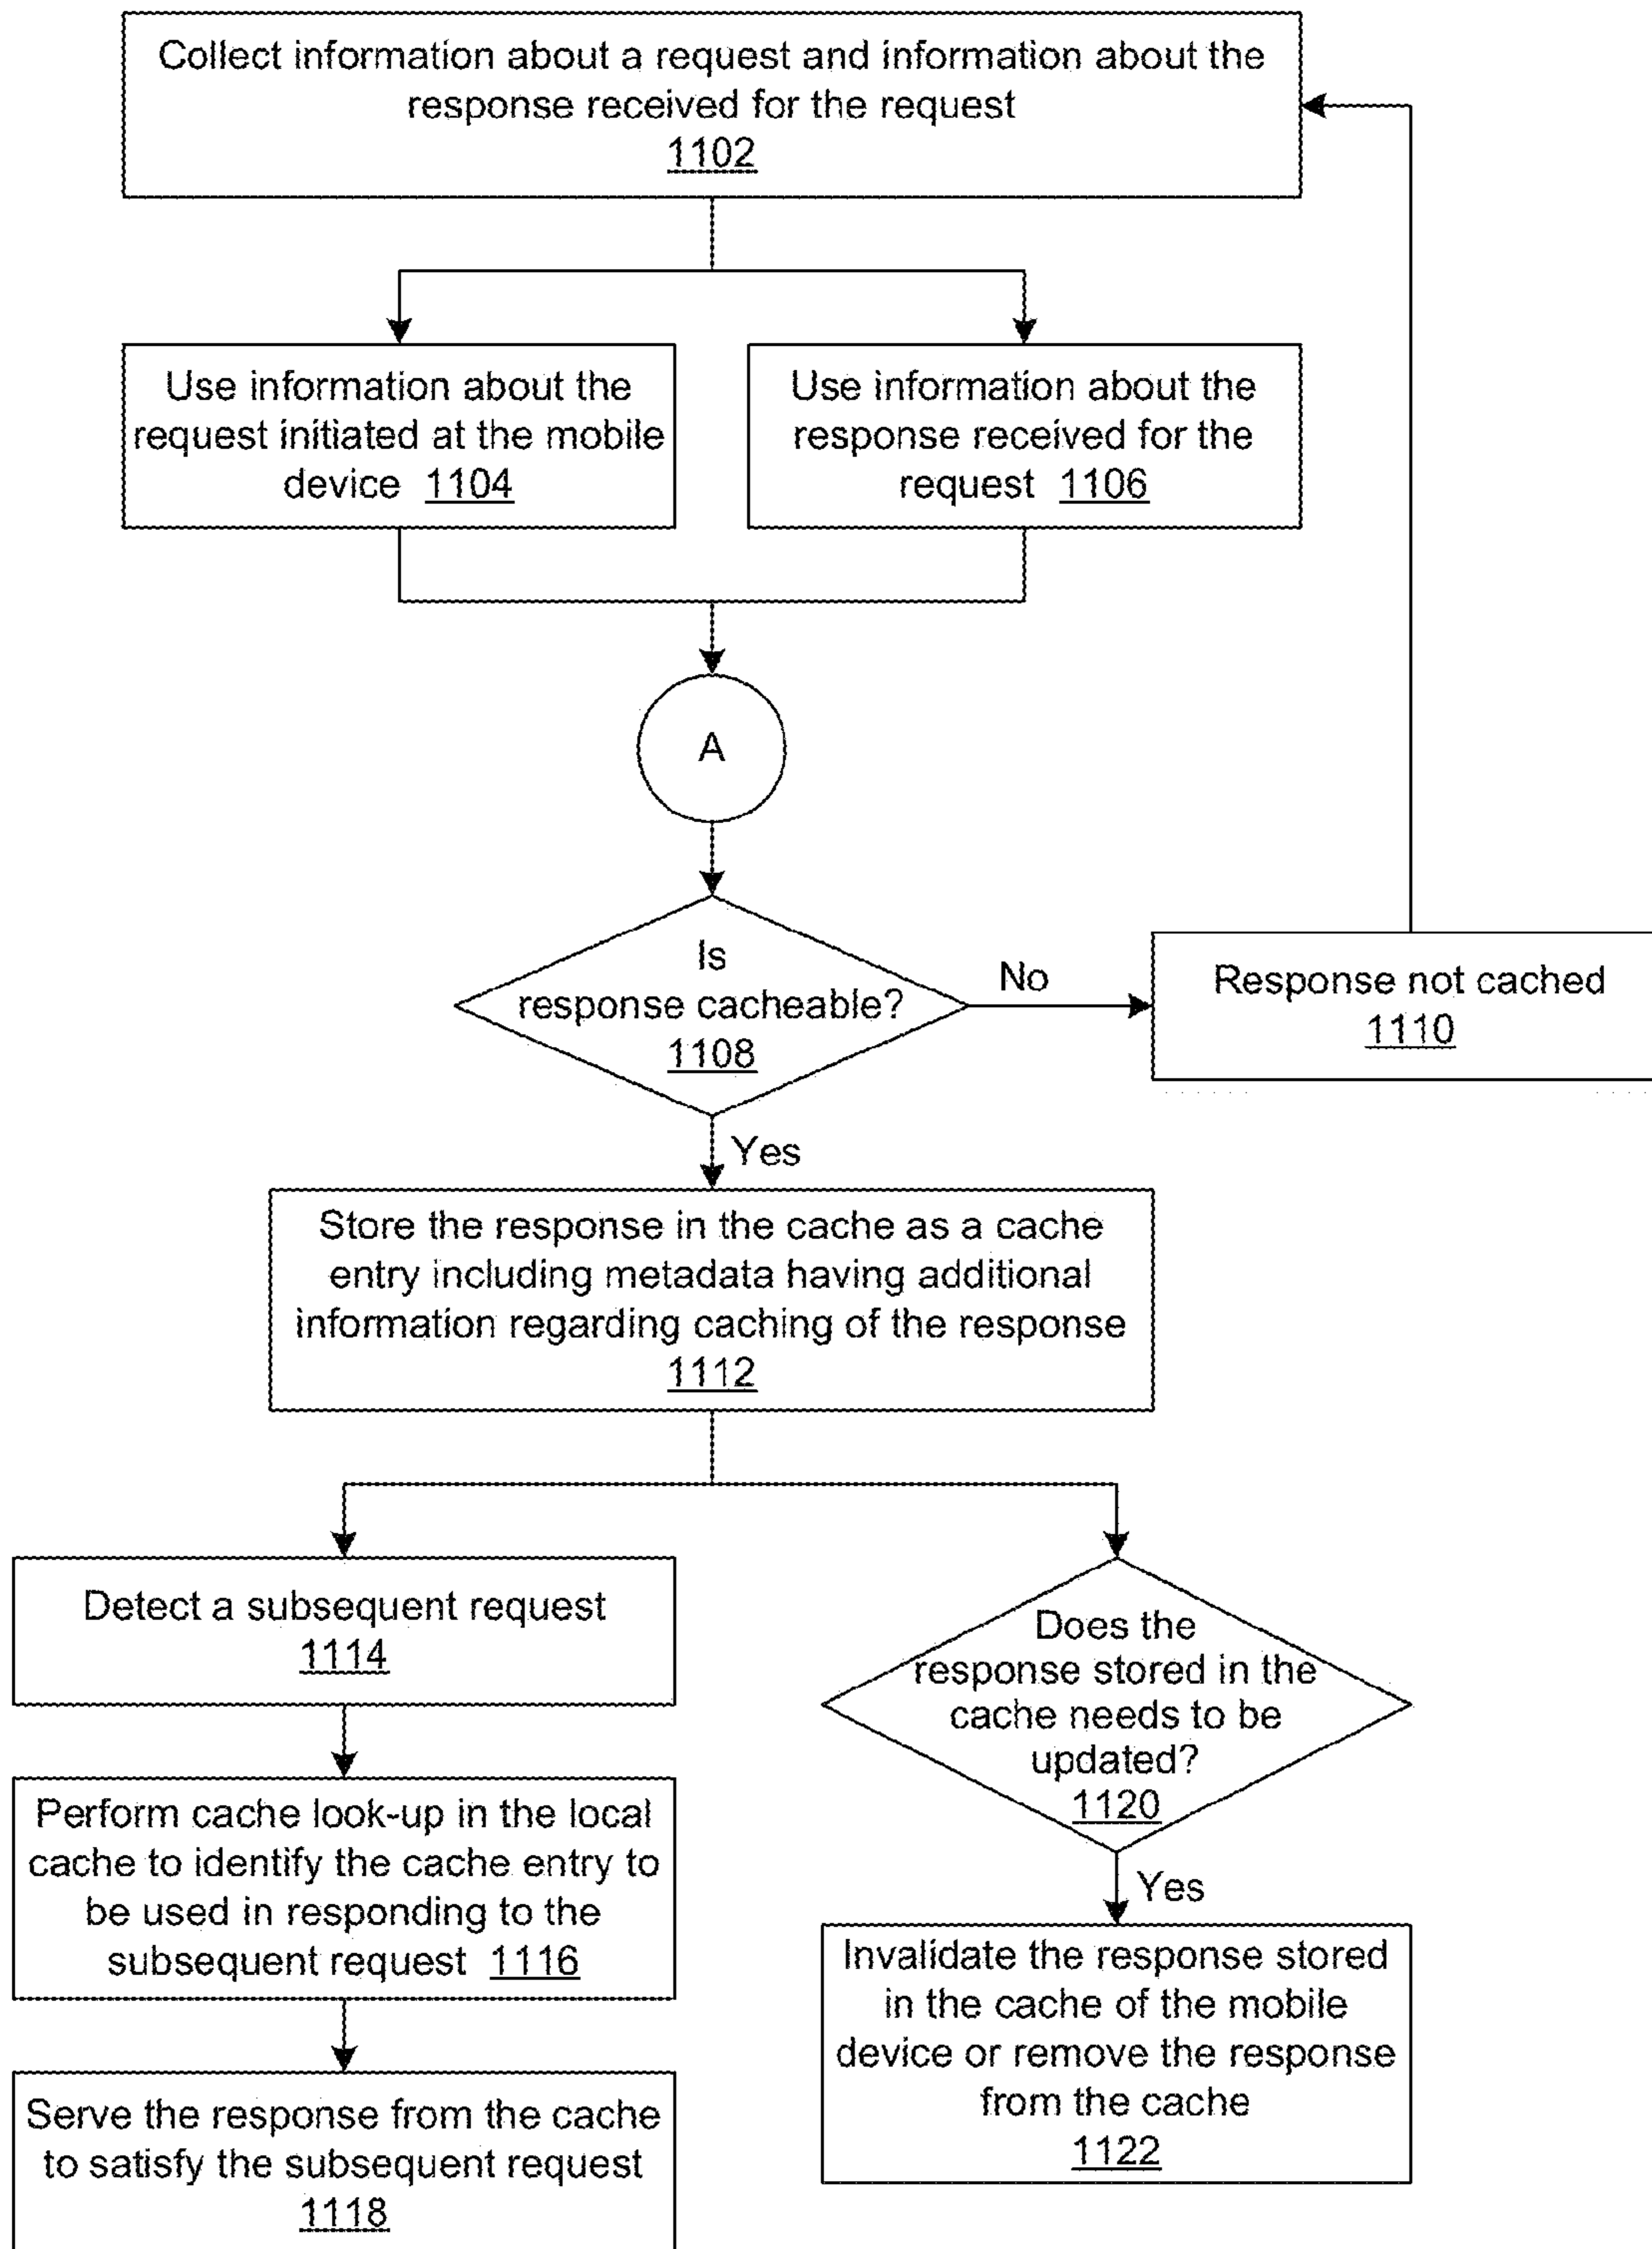 Collect information about a request and information about the
response received for the request
1102
Use information about the
request initiated at the mobile
device 1104
Use information about the
response received for the
request 1106
A
Is
response cacheable?
1108
No
Response not cached
1110
Yes
Store the response in the cache as a cache
entry including metadata having additional
information regarding caching of the response
1112
Detect a subsequent request
1114
Perform cache look-up in the local
cache to identify the cache entry to
be used in responding to the
subsequent request 1116
Serve the response from the cache
to satisfy the subsequent request
1118
Does the
response stored in the
cache needs to be
updated?
1120
Yes
Invalidate the response stored
in the cache of the mobile
device or remove the response
from the cache
1122